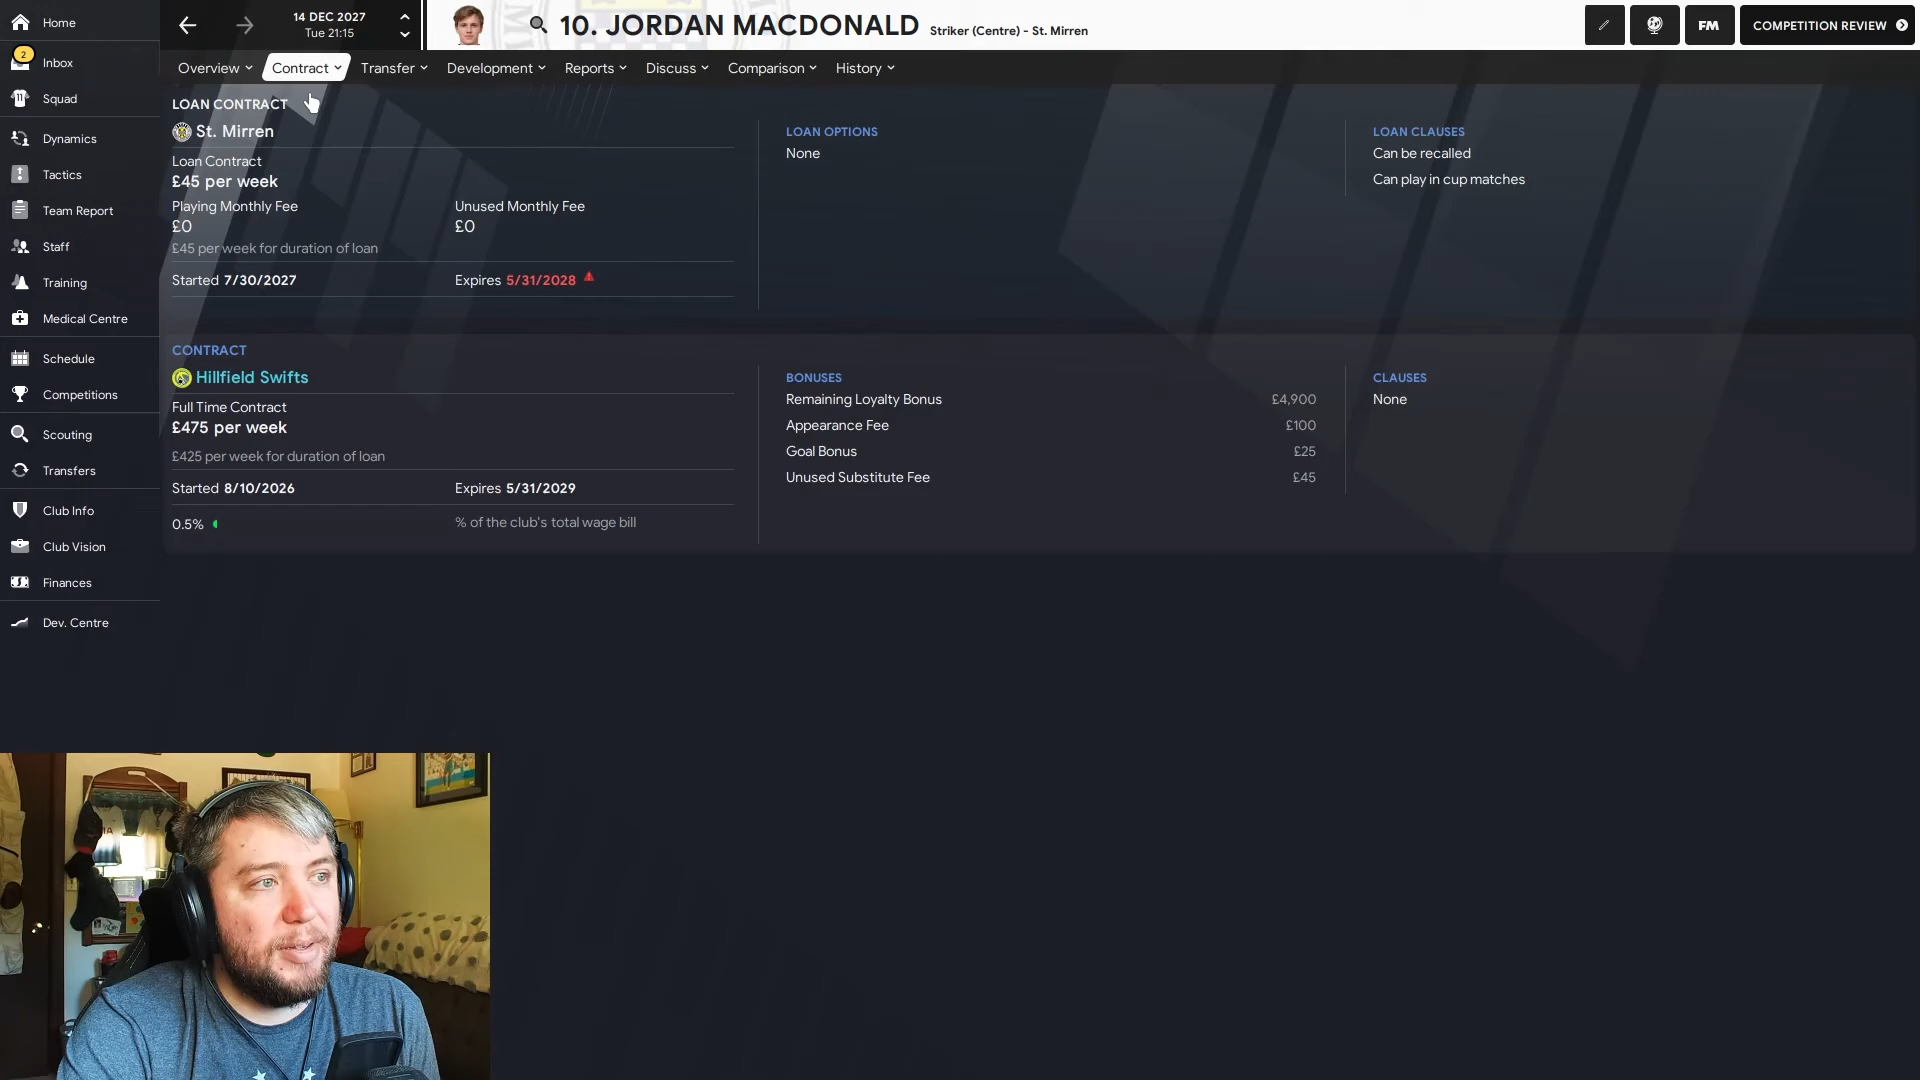 Home
2
Inbox
Squad
Dynamics
Tactics
Team Report
Staff
Training
Medical Centre
Schedule
Competitions
Scouting
Transfers
Club Info
Club Vision
Finances
Dev. Centre
14 DEC 2027
Tue 21:15
10. JORDAN MACDONALD
Striker (Centre) - St. Mirren
FM
COMPETITION REVIEW
Overview Contract Transfer Development Reports Discuss Comparison History
LOAN CONTRACT
St. Mirren
Loan Contract
£45 per week
Playing Monthly Fee Unused Monthly Fee
£0 £0
£45 per week for duration of loan
Started 7/30/2027 Expires 5/31/2028
LOAN OPTIONS
None
LOAN CLAUSES
Can be recalled
Can play in cup matches
CONTRACT
Hillfield Swifts
Full Time Contract
£475 per week
£425 per week for duration of loan
Started 8/10/2026 Expires 5/31/2029
0.5% % of the club's total wage bill
BONUSES
Remaining Loyalty Bonus £4,900
Appearance Fee £100
Goal Bonus £25
Unused Substitute Fee £45
CLAUSES
None